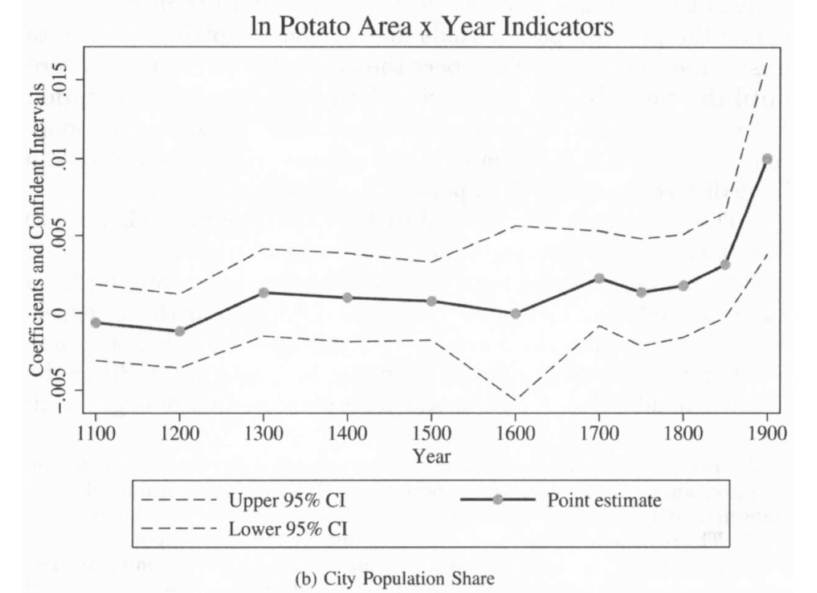 ln Potato Area x Year Indicators
Coefficients and Confident Intervals
.015
.01
.005
0
-.005
1100 1200 1300 1400 1500 1600 1700 1800 1900
Year
Upper 95% CI
Point estimate
Lower 95% CI
(b) City Population Share